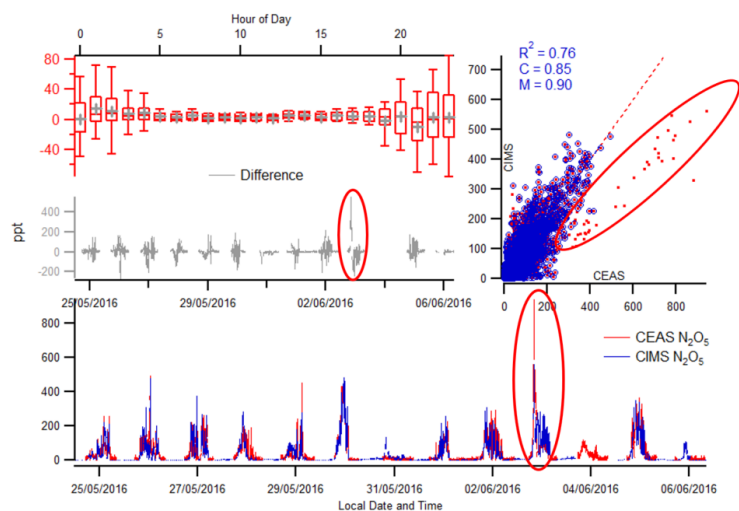 Hour of Day
0 5 10 15 20
80
40
0
-40
R² = 0.76
C = 0.85
M = 0.90
700
600
500
400
300
200
100
0
CIMS
CEAS
0 200 400 600 800
Difference
ppt
400
200
0
-200
25/05/2016 29/05/2016 02/06/2016 06/06/2016
800
600
400
200
0
CEAS N₂O₅
CIMS N₂O₅
25/05/2016 27/05/2016 29/05/2016 31/05/2016 02/06/2016 04/06/2016 06/06/2016
Local Date and Time